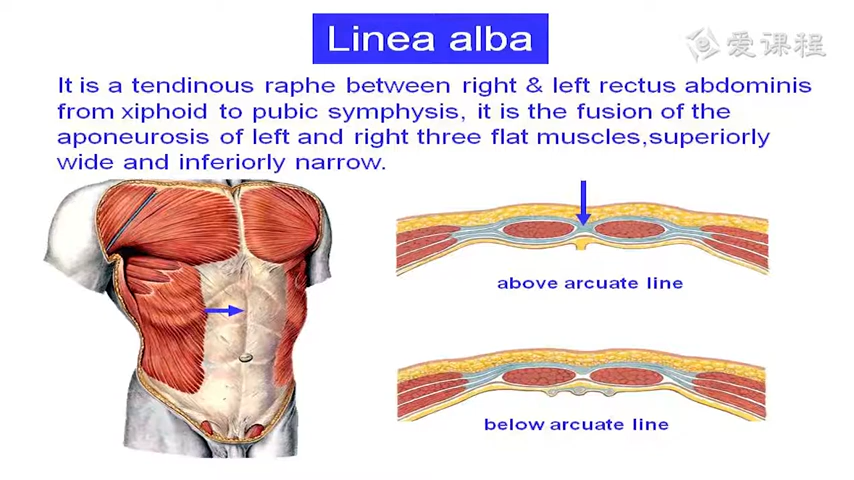 Linea alba
爱课程
It is a tendinous raphe between right & left rectus abdominis
from xiphoid to pubic symphysis, it is the fusion of the
aponeurosis of left and right three flat muscles,superiorly
wide and inferiorly narrow.
above arcuate line
below arcuate line